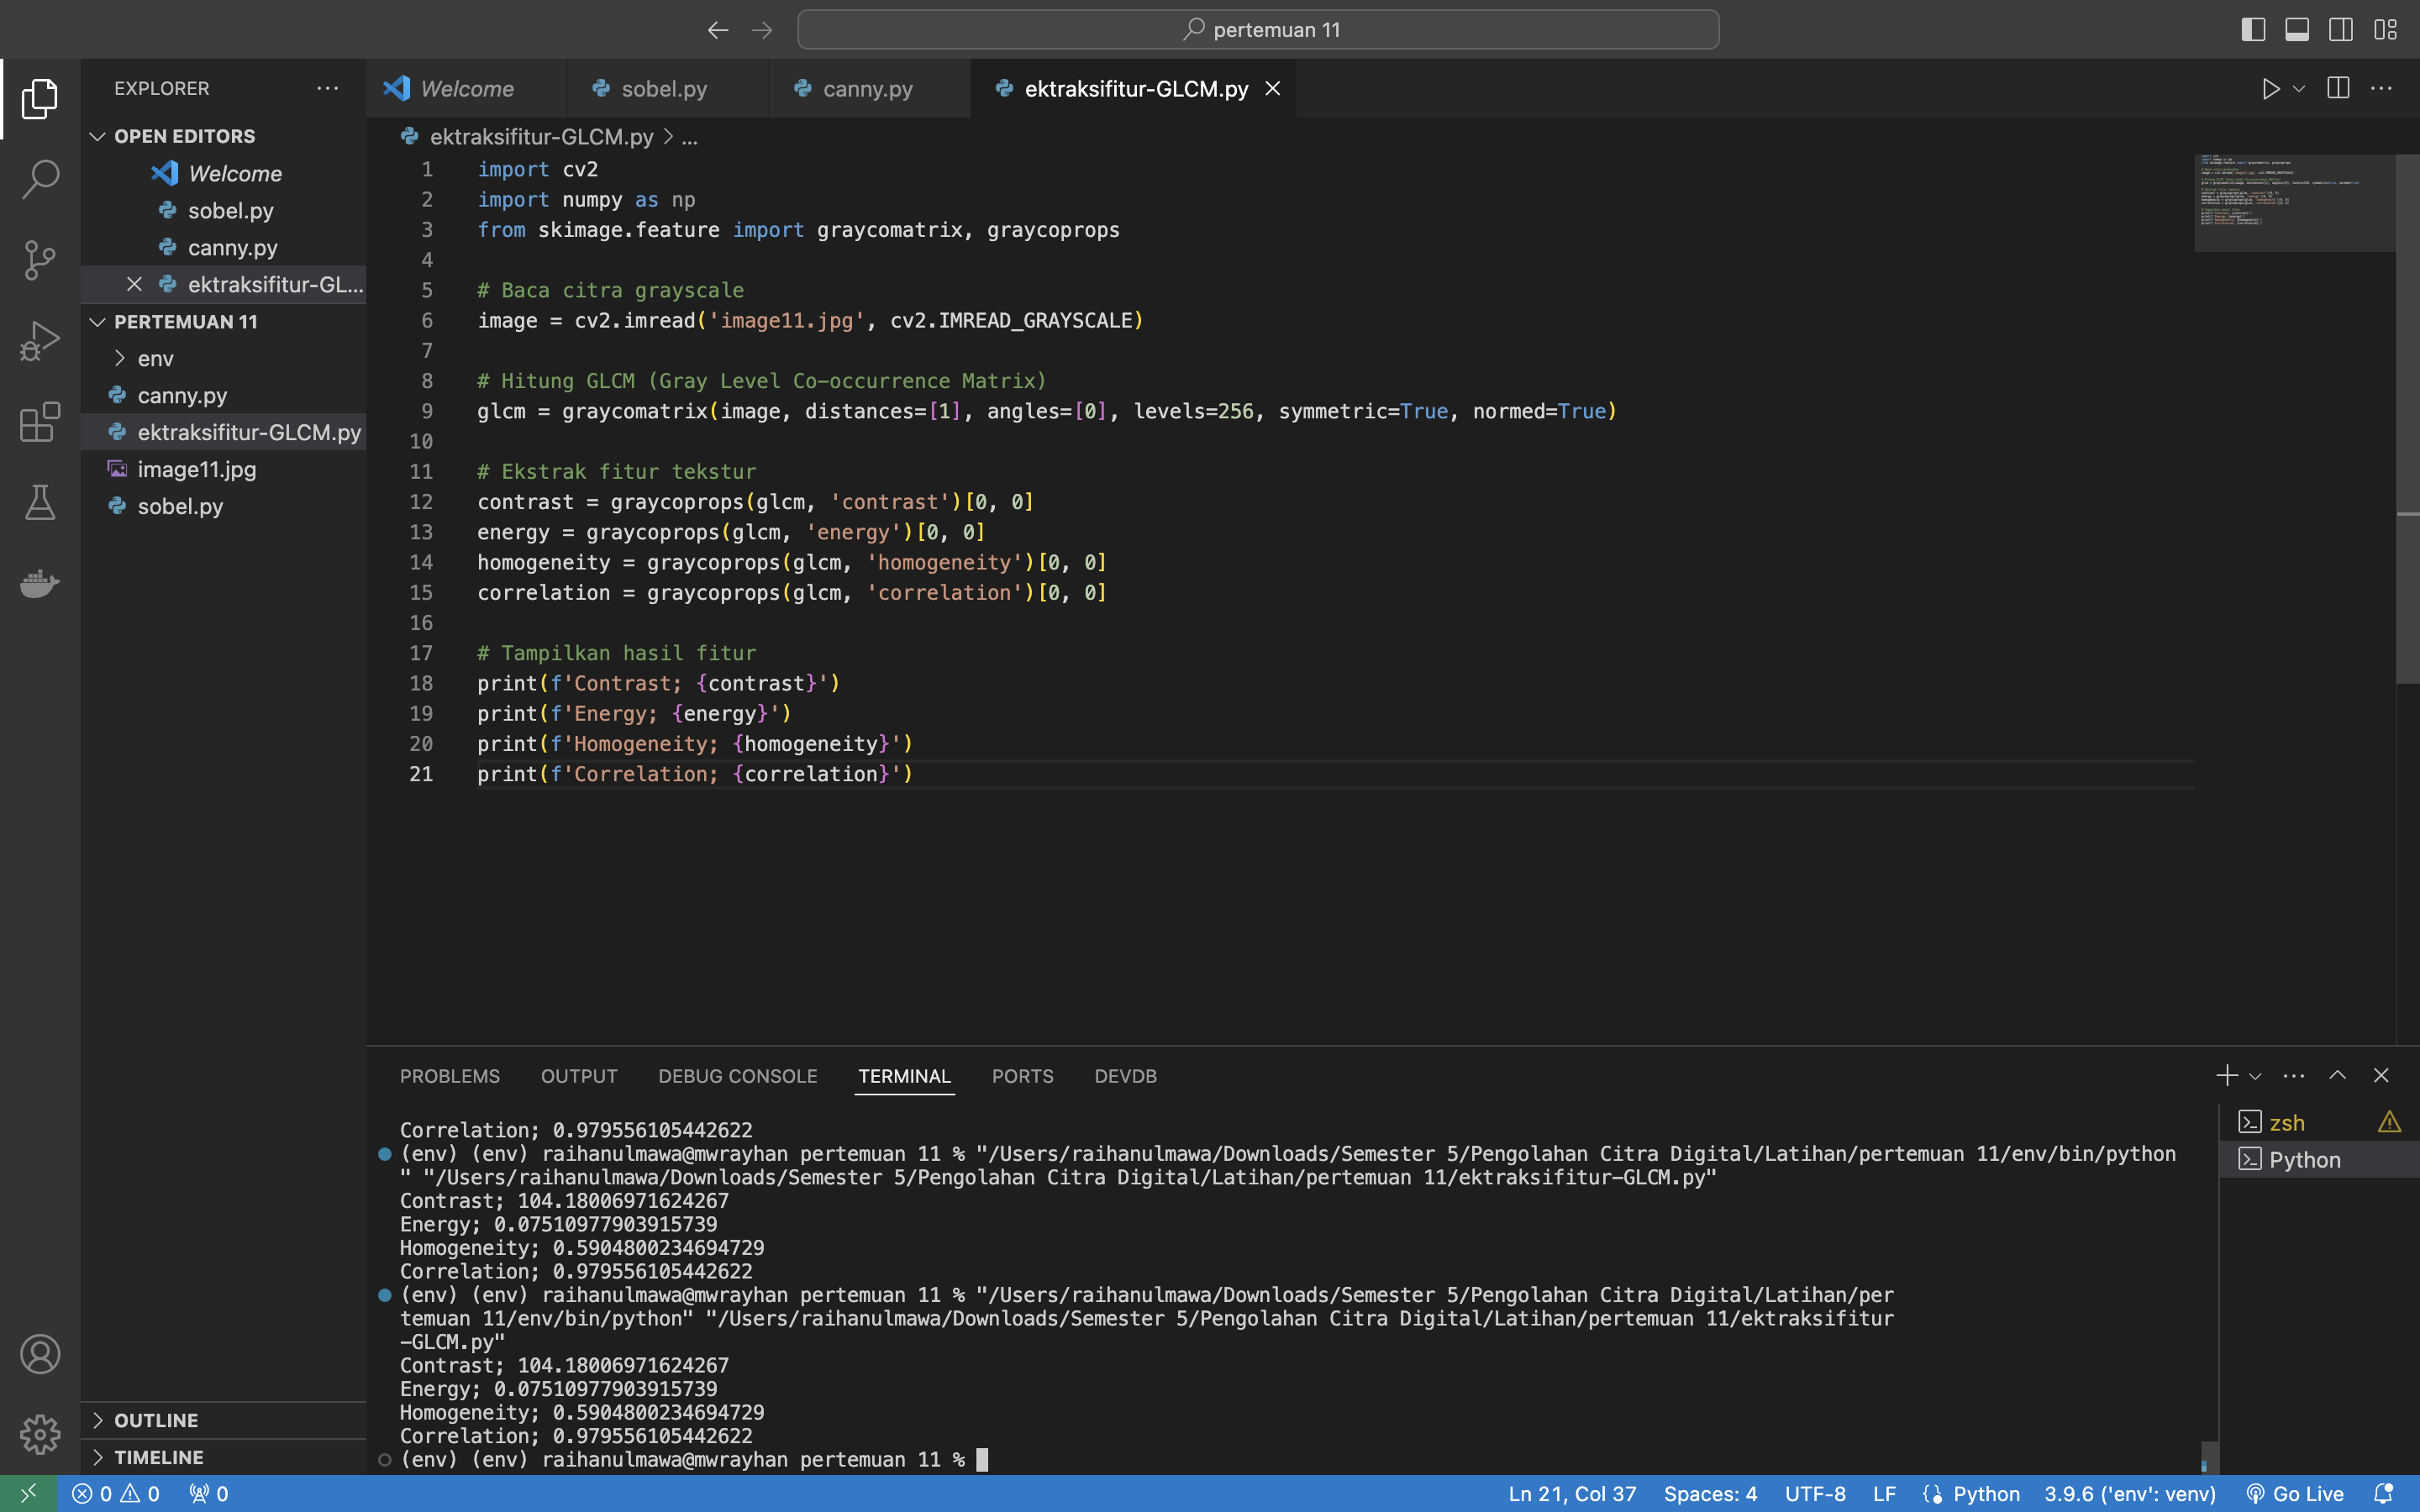 pertemuan 11
EXPLORER
Welcome
sobel.py
canny.py
ektraksifitur-GLCM.py
OPEN EDITORS
Welcome
sobel.py
canny.py
ektraksifitur-GL...
PERTEMUAN 11
env
canny.py
ektraksifitur-GLCM.py
image11.jpg
sobel.py
OUTLINE
TIMELINE
ektraksifitur-GLCM.py > ...
1 import cv2
2 import numpy as np
3 from skimage.feature import graycomatrix, graycoprops
4
5 # Baca citra grayscale
6 image = cv2.imread('image11.jpg', cv2.IMREAD_GRAYSCALE)
7
8 # Hitung GLCM (Gray Level Co-occurrence Matrix)
9 glcm = graycomatrix(image, distances=[1], angles=[0], levels=256, symmetric=True, normed=True)
10
11 # Ekstrak fitur tekstur
12 contrast = graycoprops(glcm, 'contrast')[0, 0]
13 energy = graycoprops(glcm, 'energy')[0, 0]
14 homogeneity = graycoprops(glcm, 'homogeneity')[0, 0]
15 correlation = graycoprops(glcm, 'correlation')[0, 0]
16
17 # Tampilkan hasil fitur
18 print(f'Contrast; {contrast}')
19 print(f'Energy; {energy}')
20 print(f'Homogeneity; {homogeneity}')
21 print(f'Correlation; {correlation}')
PROBLEMS OUTPUT DEBUG CONSOLE TERMINAL PORTS DEVDB
Correlation; 0.979556105442622
(env) (env) raihanulmawa@mwrayhan pertemuan 11 % "/Users/raihanulmawa/Downloads/Semester 5/Pengolahan Citra Digital/Latihan/pertemuan 11/env/bin/python
" "/Users/raihanulmawa/Downloads/Semester 5/Pengolahan Citra Digital/Latihan/pertemuan 11/ektraksifitur-GLCM.py"
Contrast; 104.18006971624267
Energy; 0.07510977903915739
Homogeneity; 0.5904800234694729
Correlation; 0.979556105442622
(env) (env) raihanulmawa@mwrayhan pertemuan 11 % "/Users/raihanulmawa/Downloads/Semester 5/Pengolahan Citra Digital/Latihan/per
temuan 11/env/bin/python" "/Users/raihanulmawa/Downloads/Semester 5/Pengolahan Citra Digital/Latihan/pertemuan 11/ektraksifitur
-GLCM.py"
Contrast; 104.18006971624267
Energy; 0.07510977903915739
Homogeneity; 0.5904800234694729
Correlation; 0.979556105442622
(env) (env) raihanulmawa@mwrayhan pertemuan 11 %
zsh
Python
0 0 0 Ln 21, Col 37 Spaces: 4 UTF-8 LF Python 3.9.6 ('env': venv) Go Live